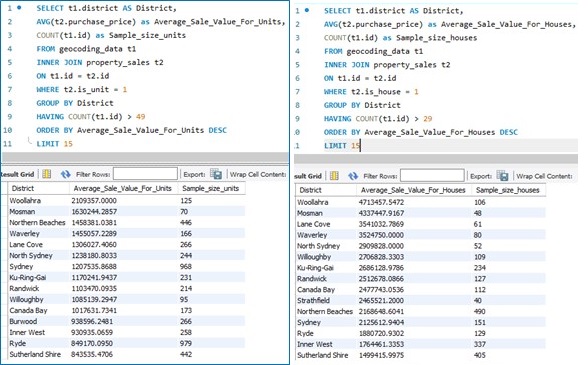 1 SELECT t1.district AS District,
2 AVG(t2.purchase_price) as Average_Sale_Value_For_Units,
3 COUNT(t1.id) as Sample_size_units
4 FROM geocoding_data t1
5 INNER JOIN property_sales t2
6 ON t1.id = t2.id
7 WHERE t2.is_unit = 1
8 GROUP BY District
9 HAVING COUNT(t1.id) > 49
10 ORDER BY Average_Sale_Value_For_Units DESC
11 LIMIT 15
Result Grid Filter Rows: Export: Wrap Cell Content:
District Average_Sale_Value_For_Units Sample_size_units
Woollahra 2109357.0000 125
Mosman 1630244.2857 70
Northern Beaches 1458381.0381 446
Waverley 1455057.2289 166
Lane Cove 1306027.4060 266
North Sydney 1238180.8033 244
Sydney 1207535.8688 968
Ku-Ring-Gai 1170241.9437 231
Randwick 1103470.0935 214
Willoughby 1085139.2947 95
Canada Bay 1017631.7341 173
Burwood 938596.2481 266
Inner West 930935.0659 258
Ryde 849170.0950 979
Sutherland Shire 843535.4706 442
1 SELECT t1.district AS District,
2 AVG(t2.purchase_price) as Average_Sale_Value_For_Houses,
3 COUNT(t1.id) as Sample_size_houses
4 FROM geocoding_data t1
5 INNER JOIN property_sales t2
6 ON t1.id = t2.id
7 WHERE t2.is_house = 1
8 GROUP BY District
9 HAVING COUNT(t1.id) > 29
0 ORDER BY Average_Sale_Value_For_Houses DESC
1 LIMIT 15
esult Grid Filter Rows: Export: Wrap Cell Content:
District Average_Sale_Value_For_Houses Sample_size_houses
Woollahra 4713457.5472 106
Mosman 4337447.9167 48
Lane Cove 3541032.7869 61
Waverley 3524750.0000 80
North Sydney 2909828.0000 52
Willoughby 2706828.3303 109
Ku-Ring-Gai 2686128.9786 234
Randwick 2512678.0866 127
Canada Bay 2477743.0536 112
Strathfield 2465521.2000 40
Northern Beaches 2168648.6041 490
Sydney 2125612.9404 151
Ryde 1880720.9302 129
Inner West 1764461.3353 337
Sutherland Shire 1499415.9975 405